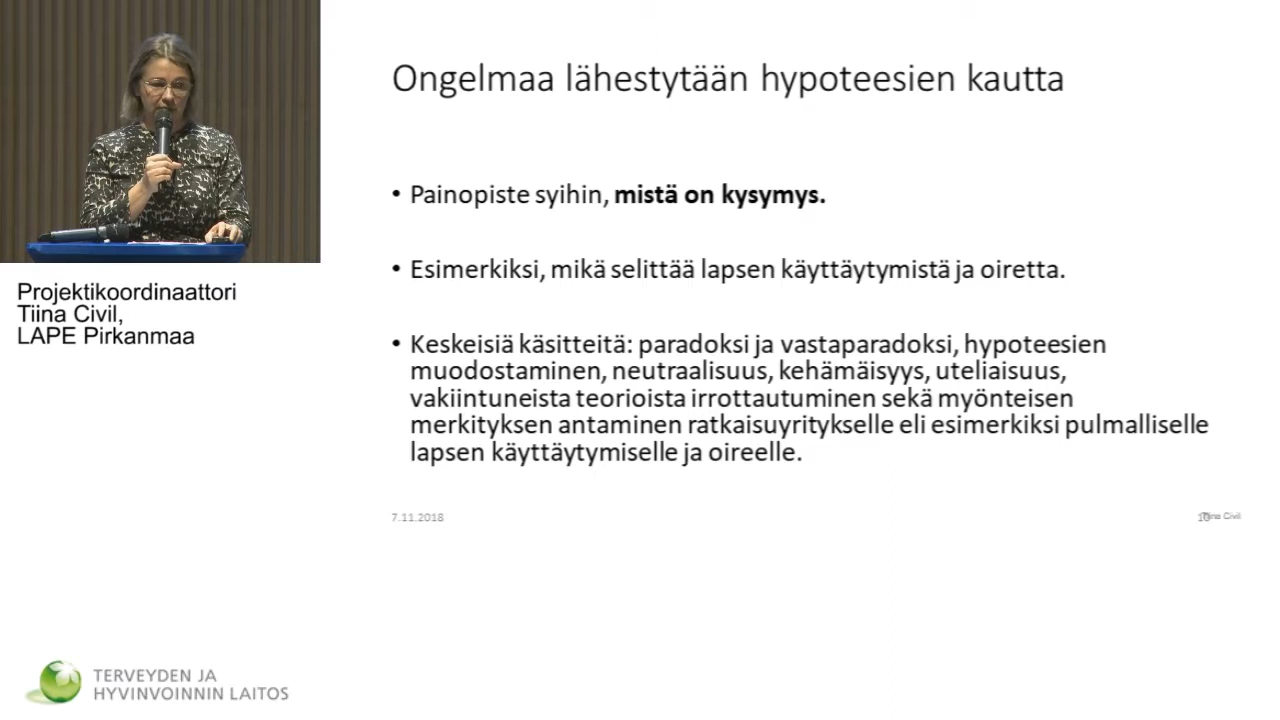 Ongelmaa lähestytään hypoteesien kautta
• Painopiste syihin, mistä on kysymys.
• Esimerkiksi, mikä selittää lapsen käyttäytymistä ja oiretta.
• Keskeisiä käsitteitä: paradoksi ja vastaparadoksi, hypoteesien
muodostaminen, neutraalisuus, kehämäisyys, uteliaisuus,
vakiintuneista teorioista irrottautuminen sekä myönteisen
merkityksen antaminen ratkaisuyritykselle eli esimerkiksi pulmalliselle
lapsen käyttäytymiselle ja oireelle.
7.11.2018
10 Tiina Civil
Projektikoordinaattori
Tiina Civil,
LAPE Pirkanmaa
TERVEYDEN JA
HYVINVOINNIN LAITOS